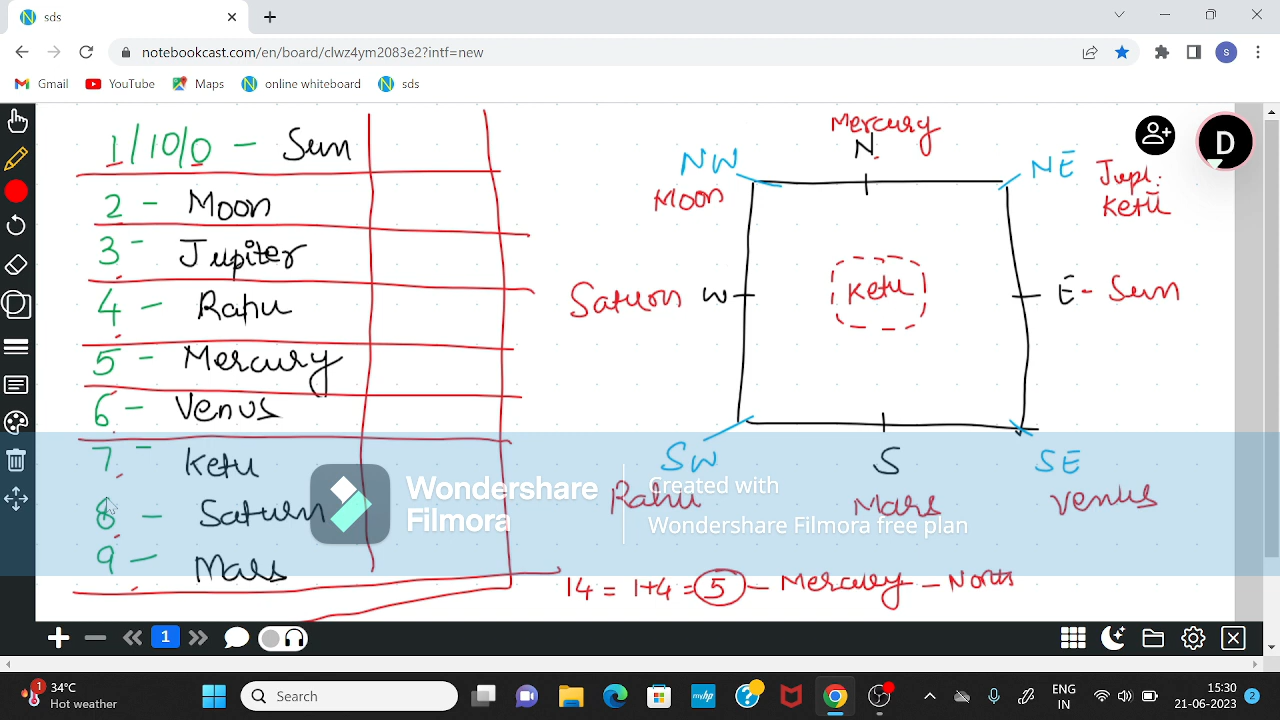 sds
notebookcast.com/en/board/clwz4ym2083e2?intf=new
s
Gmail
YouTube
Maps
online whiteboard
sds
1/10/0 - Sun
2 - Moon
3 - Jupiter
4 - Rahu
5 - Mercury
6 - Venus
7 - Ketu
8 - Saturn
9 - Mars
Mercury
N
NW
Moon
NE
Jupi.
Ketu
Saturn W
Ketu
E - Sun
SW
Rahu
S
Mars
SE
Venus
14 = 1+4 = 5 - Mercury - North
D
Wondershare
Filmora
Created with
Wondershare Filmora free plan
1
1
34°C
Hot weather
Search
ENG
IN
15:30
21-06-2023
2